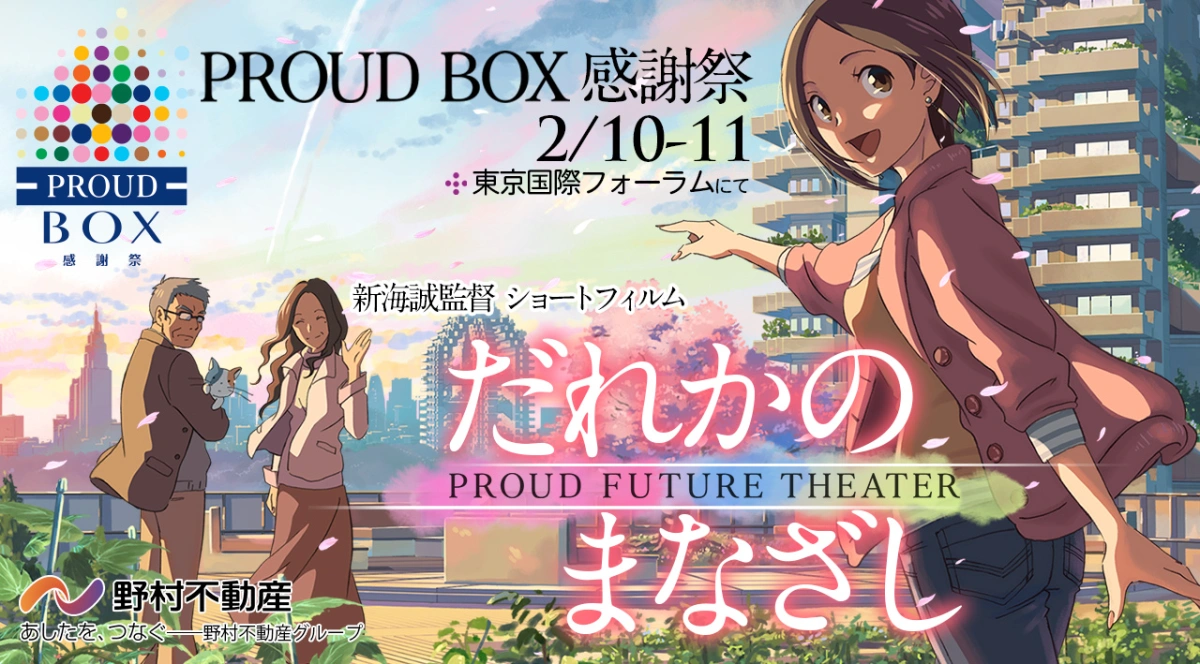 PROUD
BOX
感謝祭
PROUD BOX 感謝祭
2/10-11
東京国際フォーラムにて
新海誠監督 ショートフィルム
だれかの
PROUD FUTURE THEATER
まなざし
野村不動産
あしたを、つなぐ——野村不動産グループ